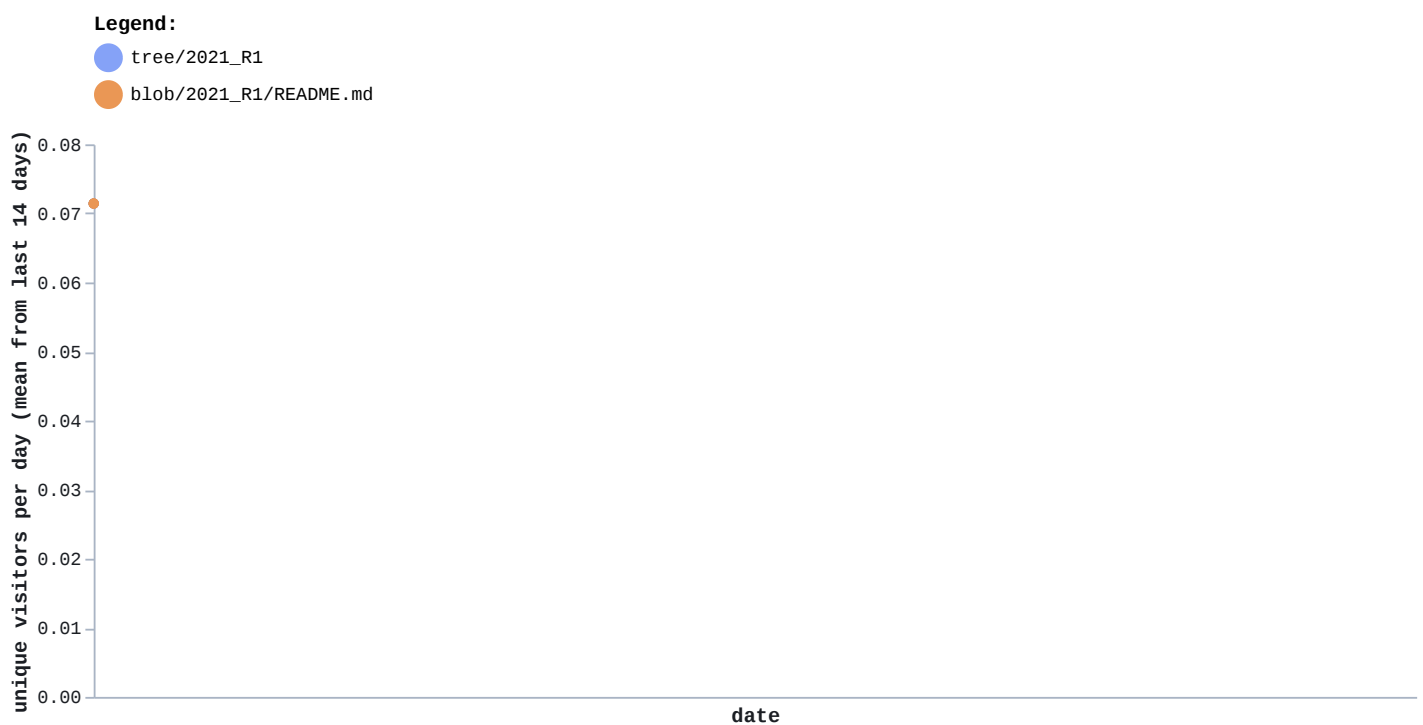 Legend:
tree/2021_R1
blob/2021_R1/README.md
unique visitors per day (mean from last 14 days)
0.08
0.07
0.06
0.05
0.04
0.03
0.02
0.01
0.00
date